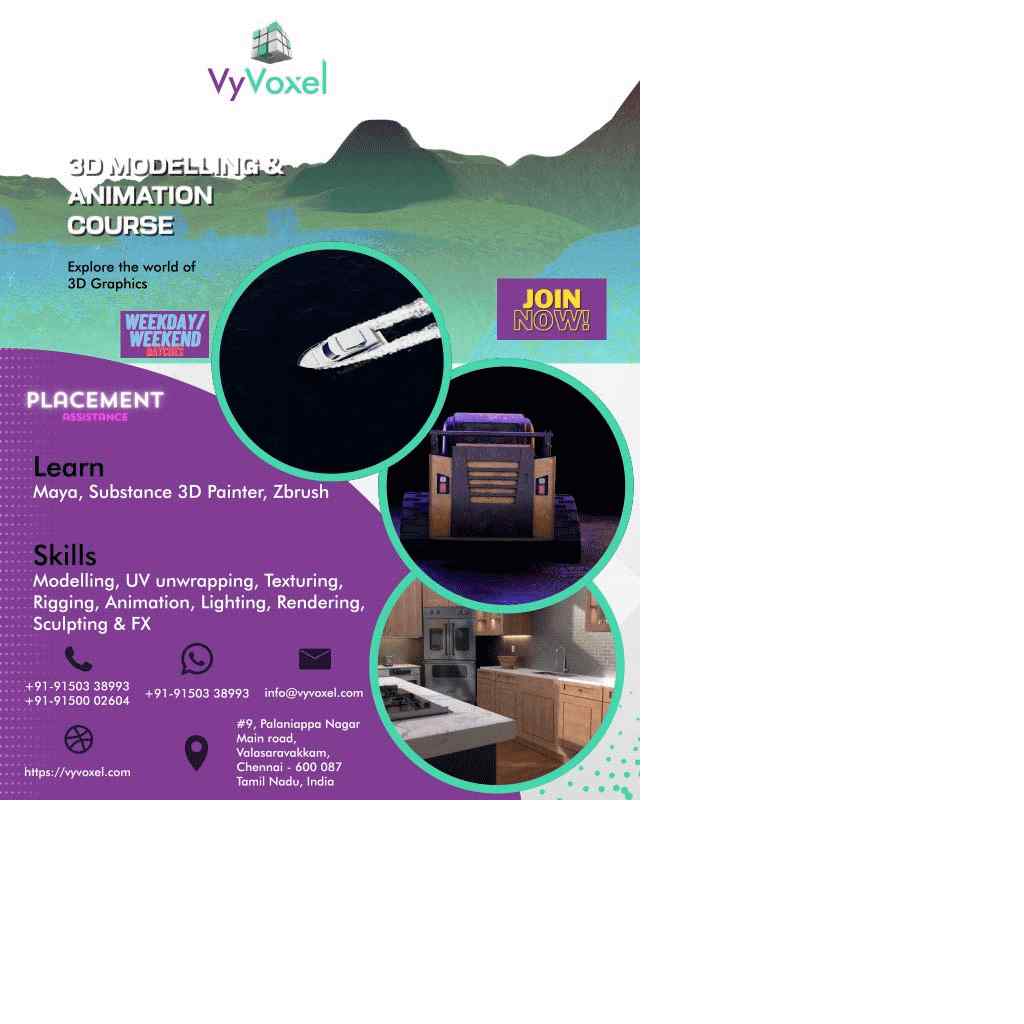 VyVoxel
3D MODELLING &
ANIMATION
COURSE
Explore the world of
3D Graphics
JOIN
NOW!
WEEKDAY/
WEEKEND
BATCHES
PLACEMENT
ASSISTANCE
Learn
Maya, Substance 3D Painter, Zbrush
Skills
Modelling, UV unwrapping, Texturing,
Rigging, Animation, Lighting, Rendering,
Sculpting & FX
+91-91503 38993
+91-91500 02604
+91-91503 38993
info@vyvoxel.com
https://vyvoxel.com
#9, Palaniappa Nagar
Main road,
Valasaravakkam,
Chennai - 600 087
Tamil Nadu, India